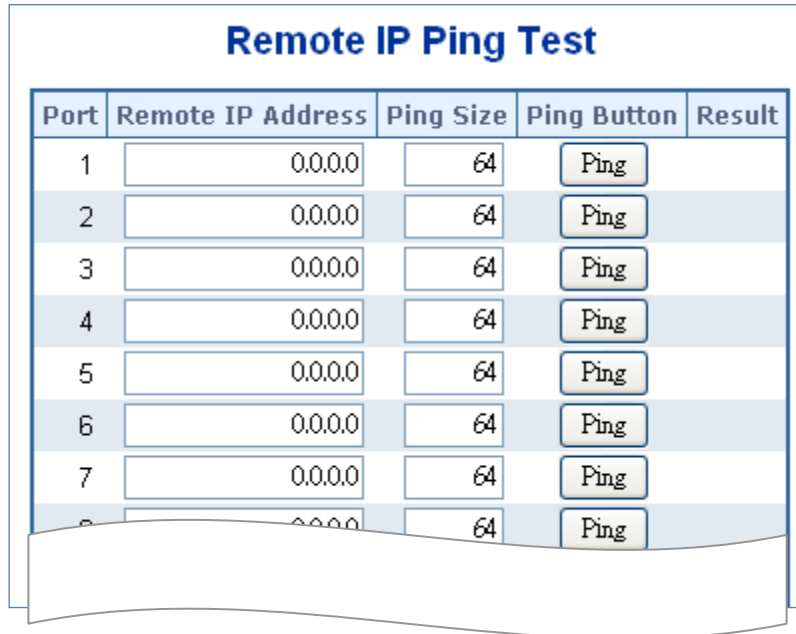 Remote IP Ping Test
Port Remote IP Address Ping Size Ping Button Result
1 0.0.0.0 64 Ping
2 0.0.0.0 64 Ping
3 0.0.0.0 64 Ping
4 0.0.0.0 64 Ping
5 0.0.0.0 64 Ping
6 0.0.0.0 64 Ping
7 0.0.0.0 64 Ping
64 Ping